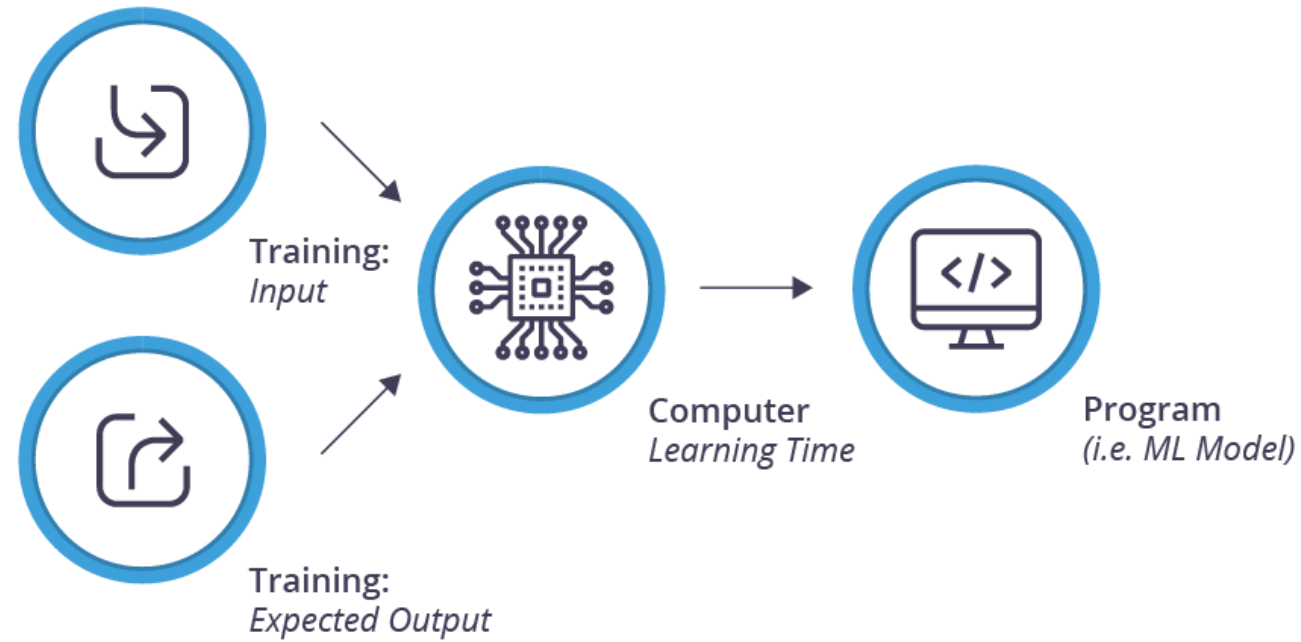 Training:
Input
Training:
Expected Output
Computer
Learning Time
</>
Program
(i.e. ML Model)